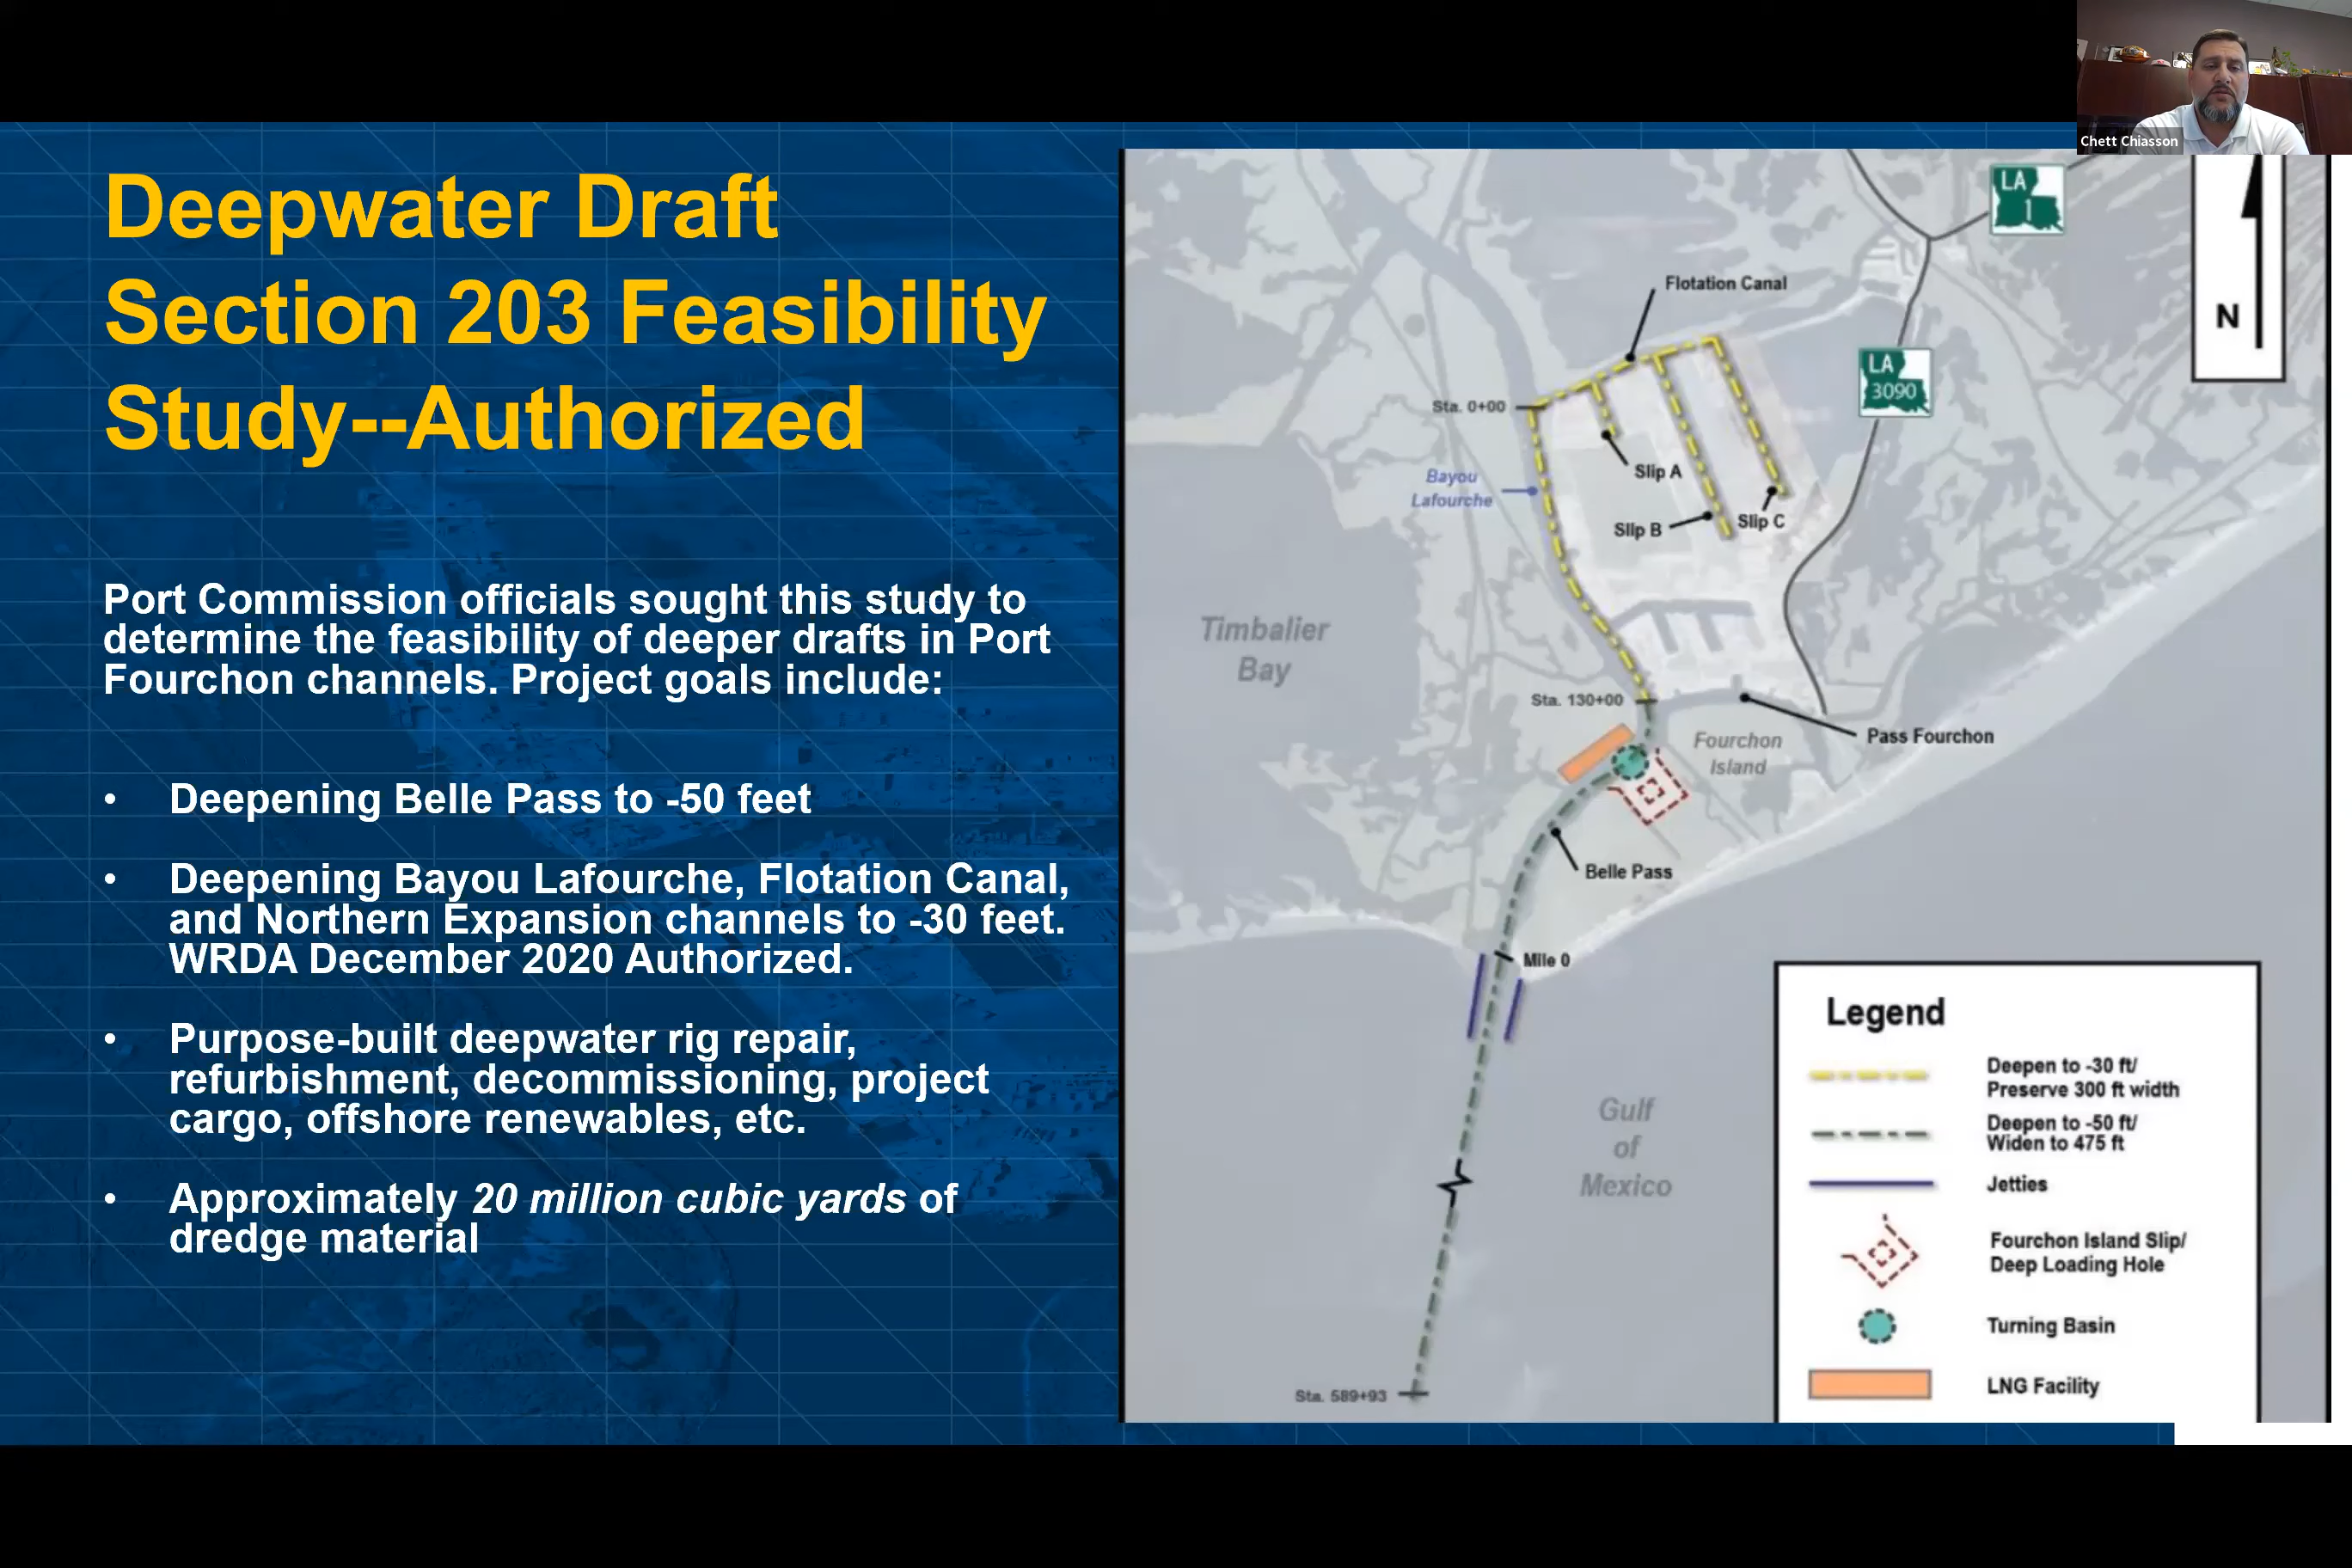 Chett Chiasson
Deepwater Draft
Section 203 Feasibility
Study--Authorized
Port Commission officials sought this study to
determine the feasibility of deeper drafts in Port
Fourchon channels. Project goals include:
• Deepening Belle Pass to -50 feet
• Deepening Bayou Lafourche, Flotation Canal,
and Northern Expansion channels to -30 feet.
WRDA December 2020 Authorized.
• Purpose-built deepwater rig repair,
refurbishment, decommissioning, project
cargo, offshore renewables, etc.
• Approximately 20 million cubic yards of
dredge material
LA
1
N
Flotation Canal
LA
3090
Sta. 0+00
Slip A
Bayou
Lafourche
Slip B
Slip C
Timbalier
Bay
Sta. 130+00
Pass Fourchon
Fourchon
Island
Belle Pass
Mile 0
Gulf
of
Mexico
Sta. 589+93
Legend
Deepen to -30 ft/
Preserve 300 ft width
Deepen to -50 ft/
Widen to 475 ft
Jetties
Fourchon Island Slip/
Deep Loading Hole
Turning Basin
LNG Facility